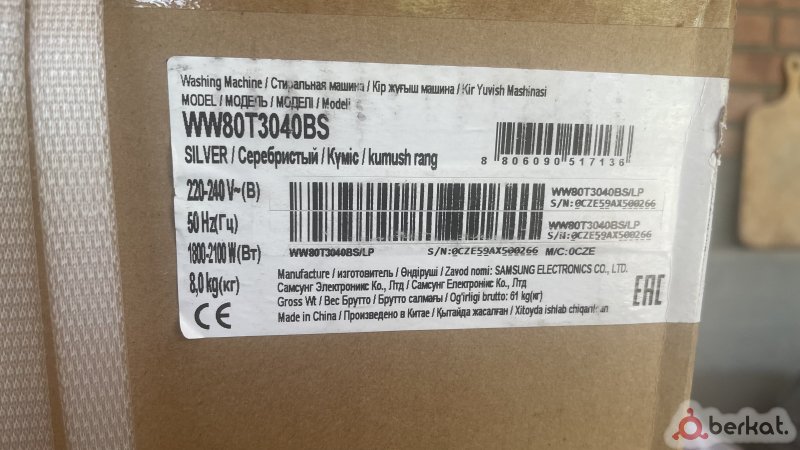 Washing Machine / Стиральная машина / Кір жуғыш машина / Kir Yuvish Mashinasi
MODEL / МОДЕЛЬ / МОДЕЛІ / Modeli
WW80T3040BS
SILVER / Серебристый / Күміс / kumush rang
8 806090 517136
220-240 V~(В)
50 Hz(Гц)
1800-2100 W(Вт)
8,0 kg(кг)
WW80T3040BS/LP
S/N:0CZE59AX500266
WW80T3040BS/LP
S/N:0CZE59AX500266
WW80T3040BS/LP S/N:0CZE59AX500266 M/C:0CZE
Manufacture / изготовитель / Өндіруші / Zavod nomi: SAMSUNG ELECTRONICS CO., LTD.
Самсунг Электроникс Ко., Лтд / Самсунг Електронікс Ко., Лтд
Gross Wt / Вес Брутто / Брутто салмағы / Og'irligi brutto: 61 kg(кг)
Made in China / Произведено в Китае / Қытайда жасалған / Xitoyda ishlab
CE
EAC
berkat.